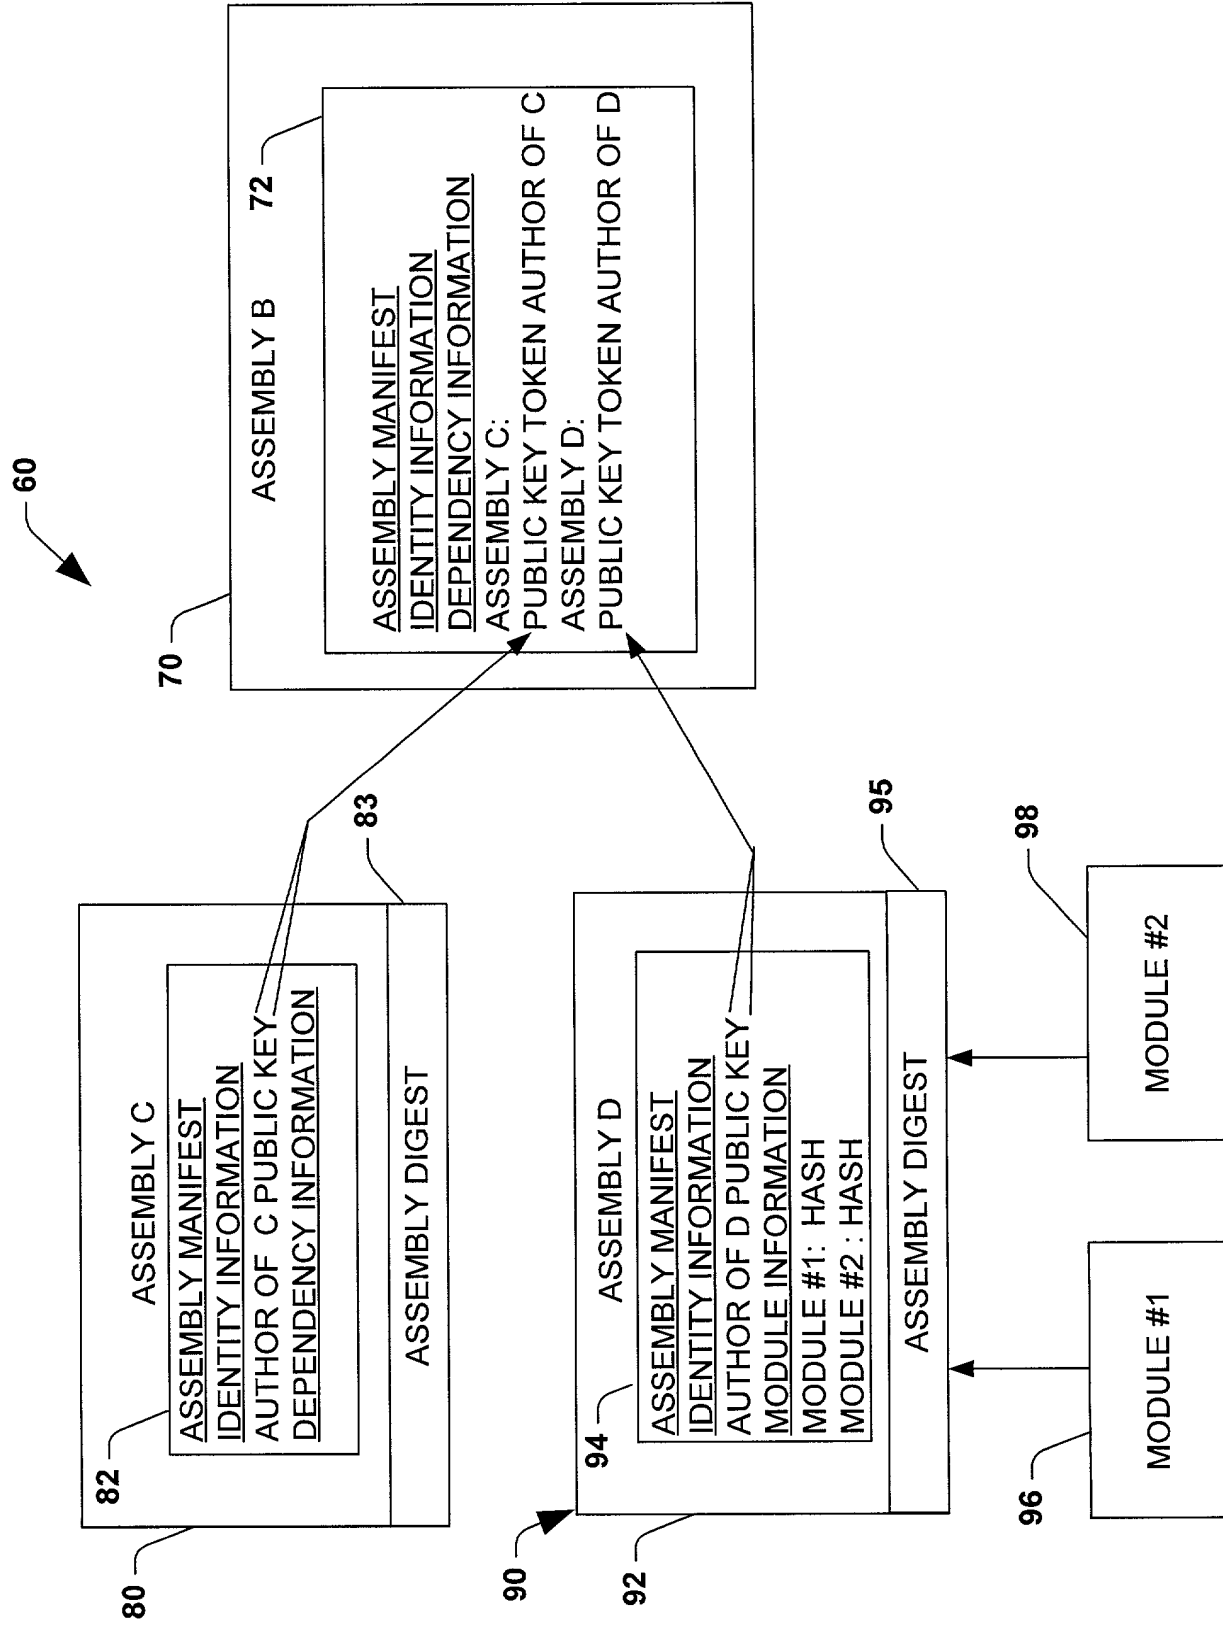 60
80
82
ASSEMBLY C
ASSEMBLY MANIFEST
IDENTITY INFORMATION
AUTHOR OF C PUBLIC KEY
DEPENDENCY INFORMATION
ASSEMBLY DIGEST
83
70
ASSEMBLY B
72
ASSEMBLY MANIFEST
IDENTITY INFORMATION
DEPENDENCY INFORMATION
ASSEMBLY C:
PUBLIC KEY TOKEN AUTHOR OF C
ASSEMBLY D:
PUBLIC KEY TOKEN AUTHOR OF D
90
92
94
ASSEMBLY D
ASSEMBLY MANIFEST
IDENTITY INFORMATION
AUTHOR OF D PUBLIC KEY
MODULE INFORMATION
MODULE #1: HASH
MODULE #2 : HASH
ASSEMBLY DIGEST
95
96
MODULE #1
98
MODULE #2